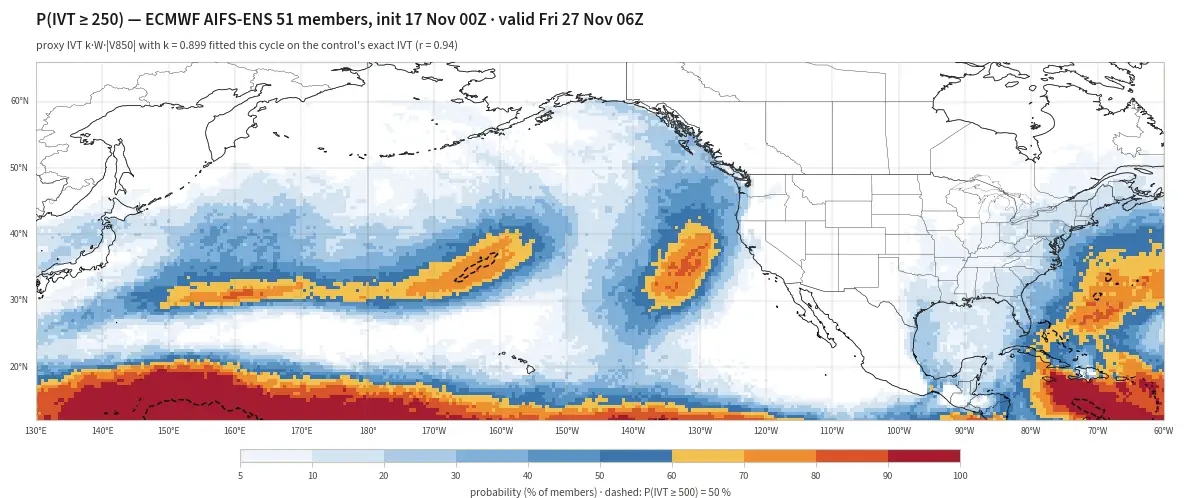 P(IVT ≥ 250) — ECMWF AIFS-ENS 51 members, init 17 Nov 00Z · valid Fri 27 Nov 06Z
proxy IVT k·W·|V850| with k = 0.899 fitted this cycle on the control's exact IVT (r = 0.94)
60°N
50°N
40°N
30°N
20°N
130°E 140°E 150°E 160°E 170°E 180° 170°W 160°W 150°W 140°W 130°W 120°W 110°W 100°W 90°W 80°W 70°W 60°W
5 10 20 30 40 50 60 70 80 90 100
probability (% of members) · dashed: P(IVT ≥ 500) = 50 %